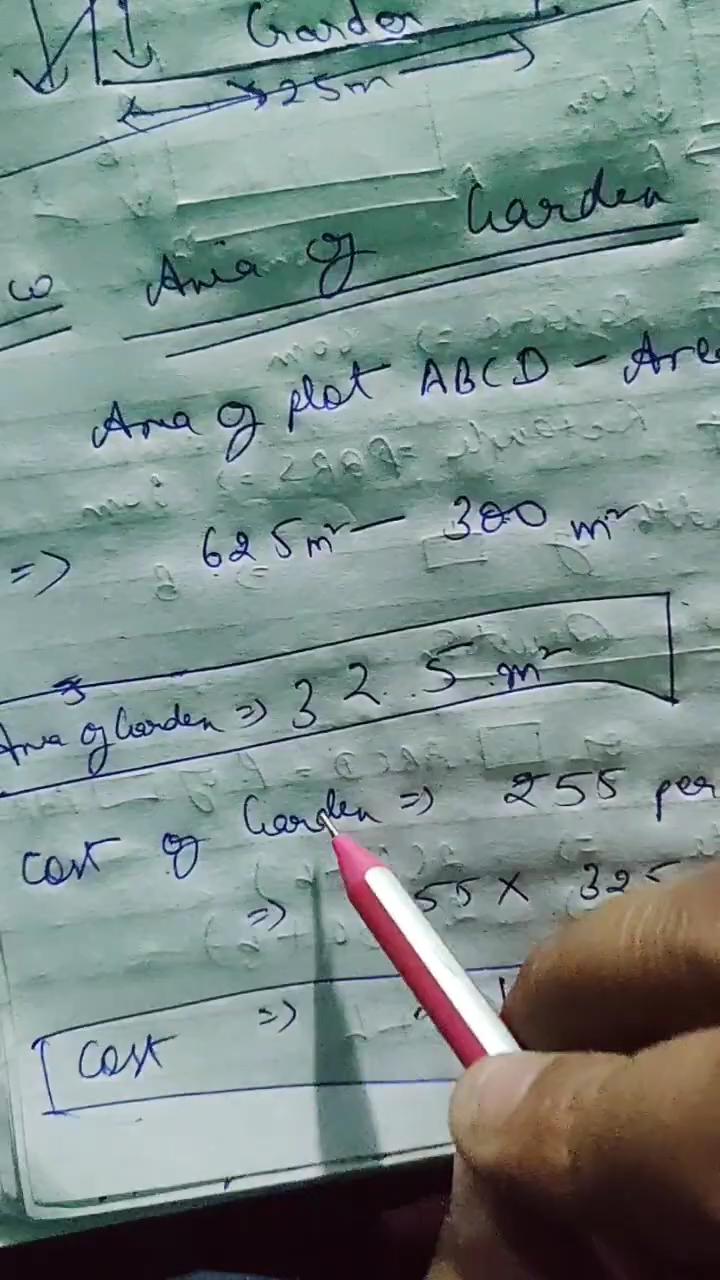 Garden
25m
Area of Garden
Area of plot ABCD - Are
=> 625m² - 300 m²
Area of Garden => 325 m²
Cost of Garden => 255 per
=> 55 X 325
Cost =>